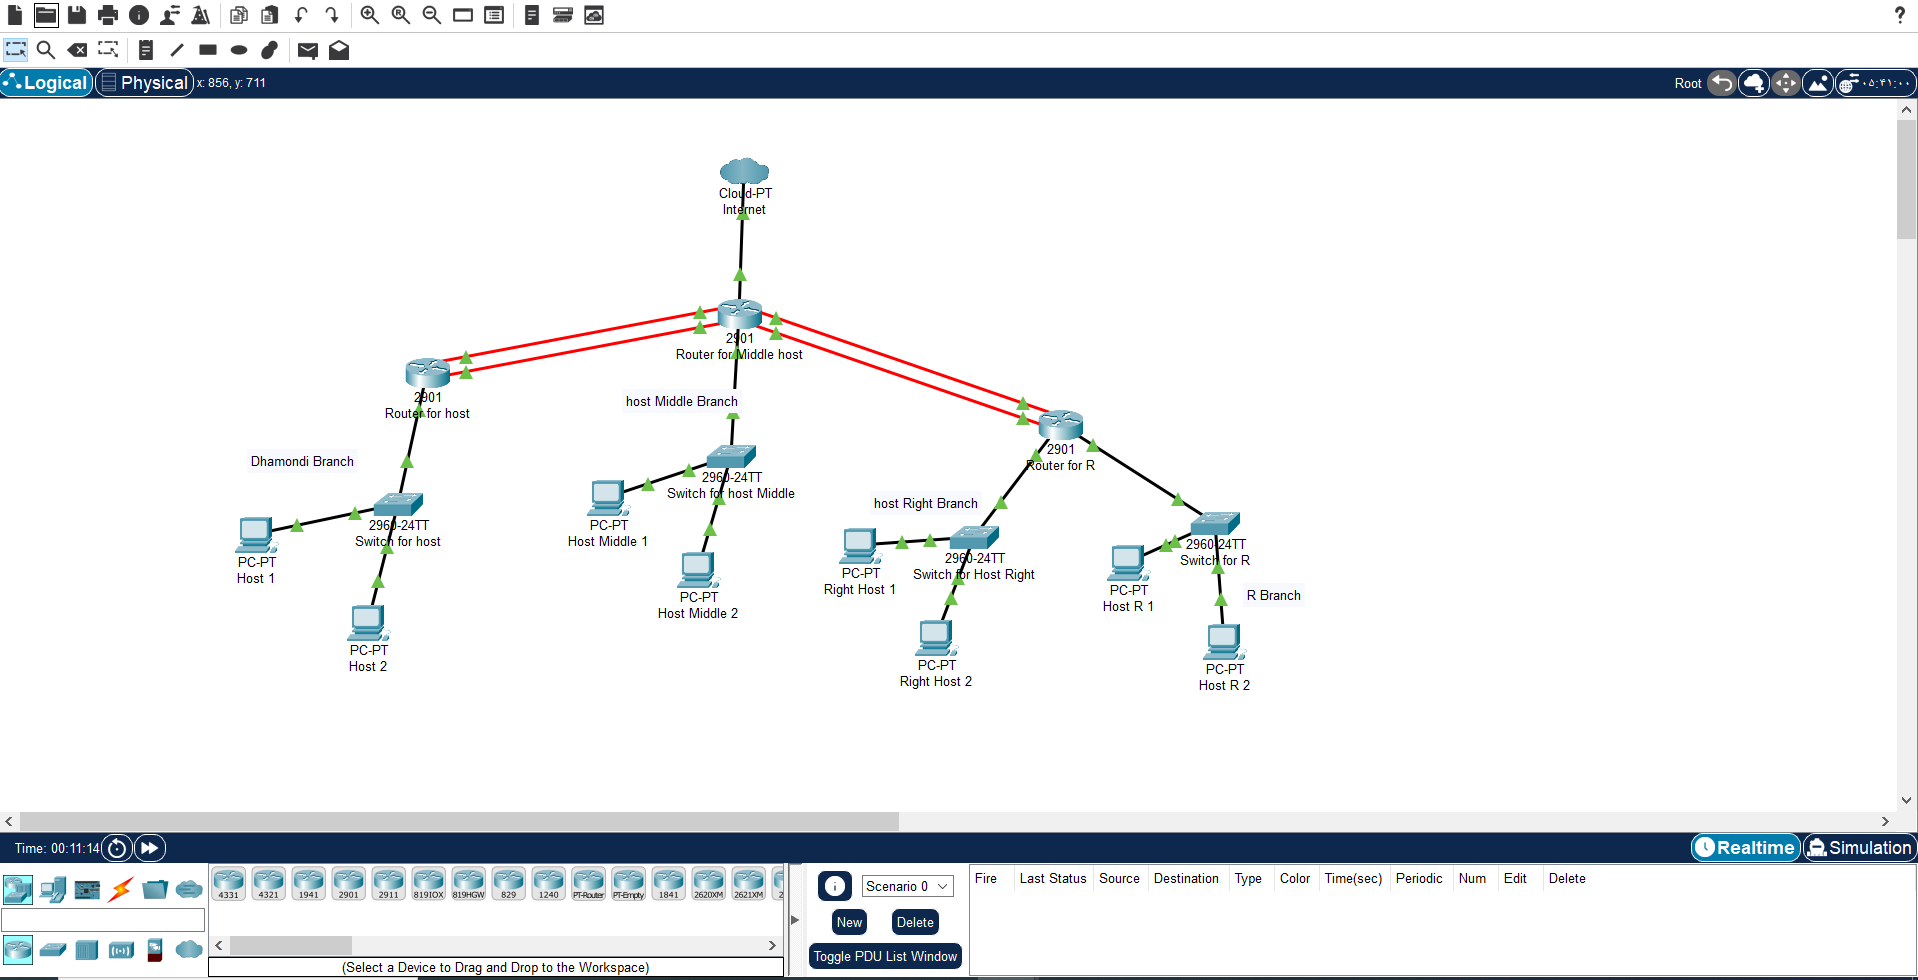 ?
Logical
Physical
x: 856, y: 711
Root
۰۵:۴۱:۰۰
Cloud-PT
Internet
2901
Router for Middle host
2901
Router for host
host Middle Branch
2901
Router for R
Dhamondi Branch
2960-24TT
Switch for host Middle
host Right Branch
2960-24TT
Switch for host
PC-PT
Host Middle 1
PC-PT
Host 1
2960-24TT
Switch for Host Right
2960-24TT
Switch for R
PC-PT
Right Host 1
PC-PT
Host R 1
PC-PT
Host Middle 2
R Branch
PC-PT
Host 2
PC-PT
Right Host 2
PC-PT
Host R 2
Time: 00:11:14
Realtime
Simulation
4331
4321
1941
2901
2911
819IOX
819HGW
829
1240
PT-Router
PT-Empty
1841
2620XM
2621XM
2
(Select a Device to Drag and Drop to the Workspace)
Scenario 0
New
Delete
Toggle PDU List Window
Fire Last Status Source Destination Type Color Time(sec) Periodic Num Edit Delete